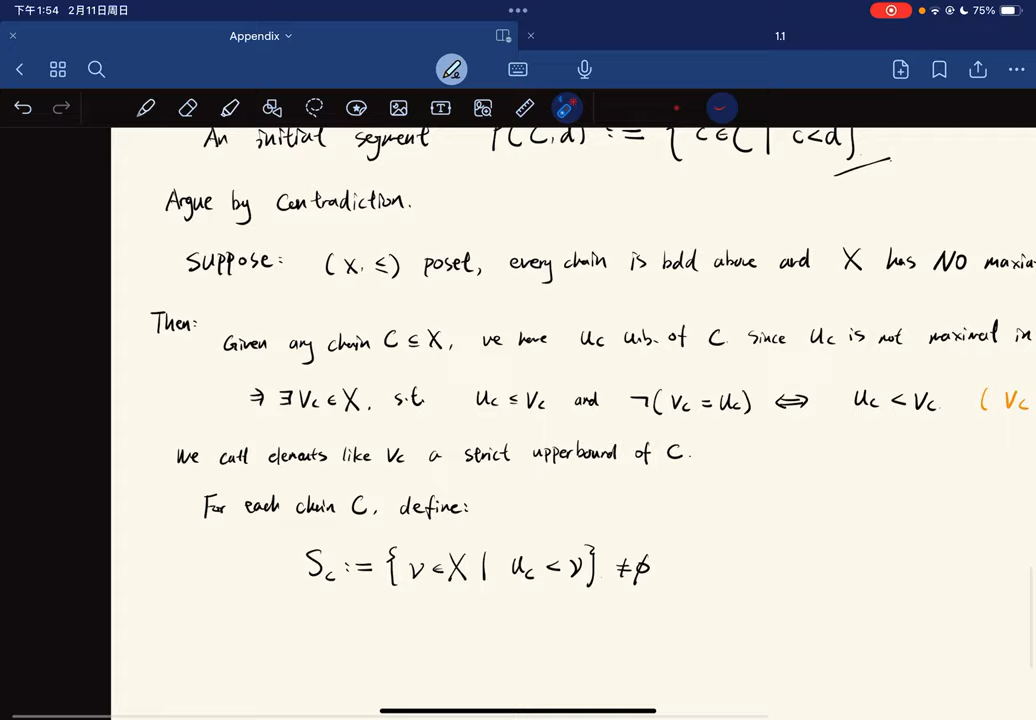 下午1:54 2月11日周日
75%
Appendix
1.1
An initial segment P(C,d) := { c∈C | c<d}
Argue by Contradiction.
Suppose: (X, ≤) poset, every chain is bdd above and X has NO maxi
Then:
Given any chain C ⊆ X, we have u_c u.b. of C. since u_c is not maximal in
⇒ ∃ V_c ∈ X, s.t. u_c ≤ V_c and ¬(V_c = u_c) ⟺ u_c < V_c. ( V_c
We call elements like V_c a strict upperbound of C.
For each chain C, define:
S_c := { v ∈ X | u_c < v} ≠ ϕ